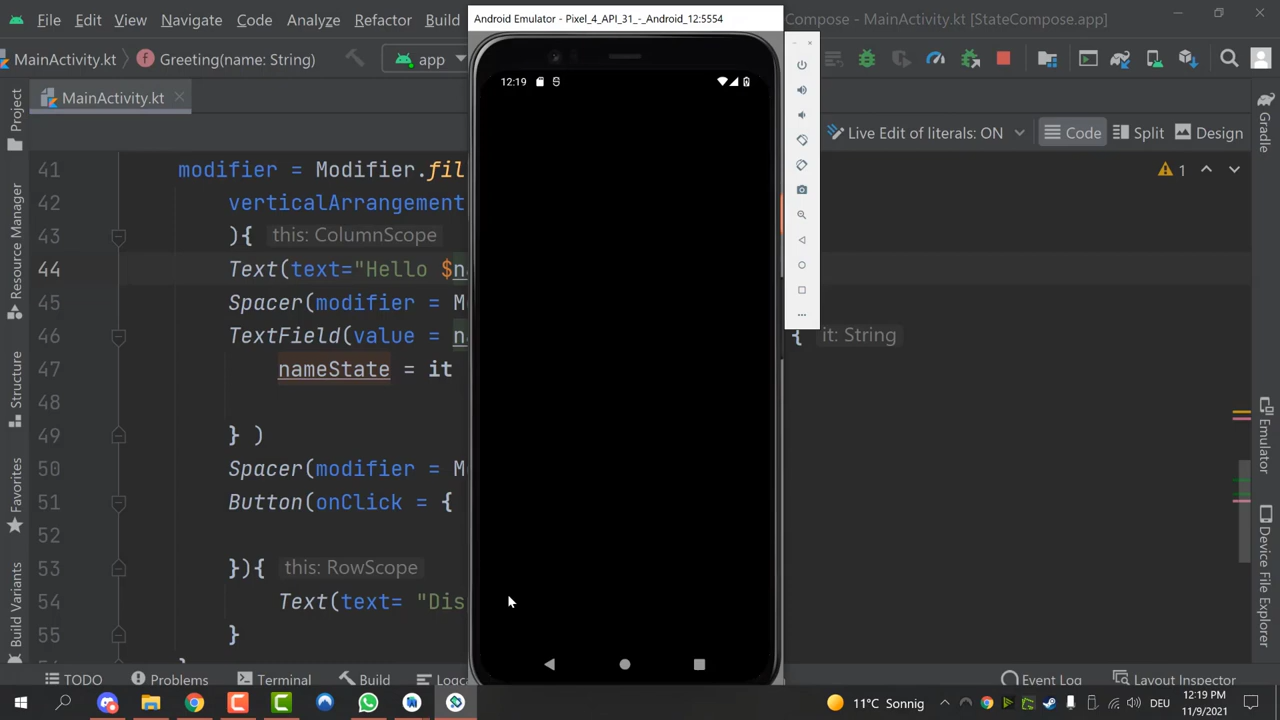 File Edit View Navigate Code Analyze Refactor Build
Android Emulator - Pixel_4_API_31_-_Android_12:5554
Compose - MainActivity.kt [StateCompose.app]
MainActivity.kt
Greeting(name: String)
app
MainActivity.kt
12:19
Live Edit of literals: ON
Code
Split
Design
41 modifier = Modifier.fil
1
42 verticalArrangement
43 ){ this: ColumnScope
44 Text(text="Hello $n
45 Spacer(modifier = M
46 TextField(value = n
{ it: String
47 nameState = it
48
49 } )
50 Spacer(modifier = M
51 Button(onClick = {
52
53 }){ this: RowScope
54 Text(text= "Dis
55 }
Project
Resource Manager
Structure
Favorites
Build Variants
Gradle
Emulator
Device File Explorer
TODO
Problems
Terminal
Build
Event Log
Layout Inspector
11°C Sonnig
DEU
12:19 PM
11/9/2021